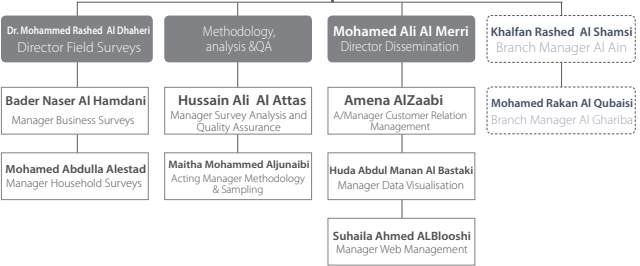 Dr. Mohammed Rashed Al Dhaheri
Director Field Surveys
Bader Naser Al Hamdani
Manager Business Surveys
Mohamed Abdulla Alestad
Manager Household Surveys
Methodology,
analysis &QA
Hussain Ali Al Attas
Manager Survey Analysis and
Quality Assurance
Maitha Mohammed Aljunaibi
Acting Manager Methodology
& Sampling
Mohamed Ali Al Merri
Director Dissemination
Amena AlZaabi
A/Manager Customer Relation
Management
Huda Abdul Manan Al Bastaki
Manager Data Visualisation
Suhaila Ahmed ALBlooshi
Manager Web Management
Khalfan Rashed Al Shamsi
Branch Manager Al Ain
Mohamed Rakan Al Qubaisi
Branch Manager Al Ghariba